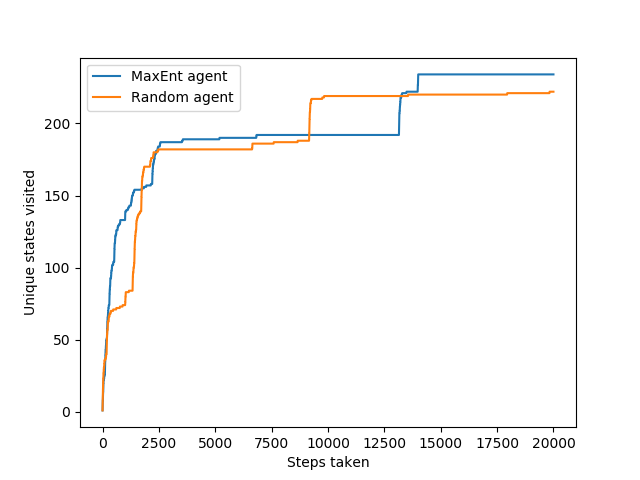 MaxEnt agent
Random agent
Unique states visited
200
150
100
50
0
0 2500 5000 7500 10000 12500 15000 17500 20000
Steps taken